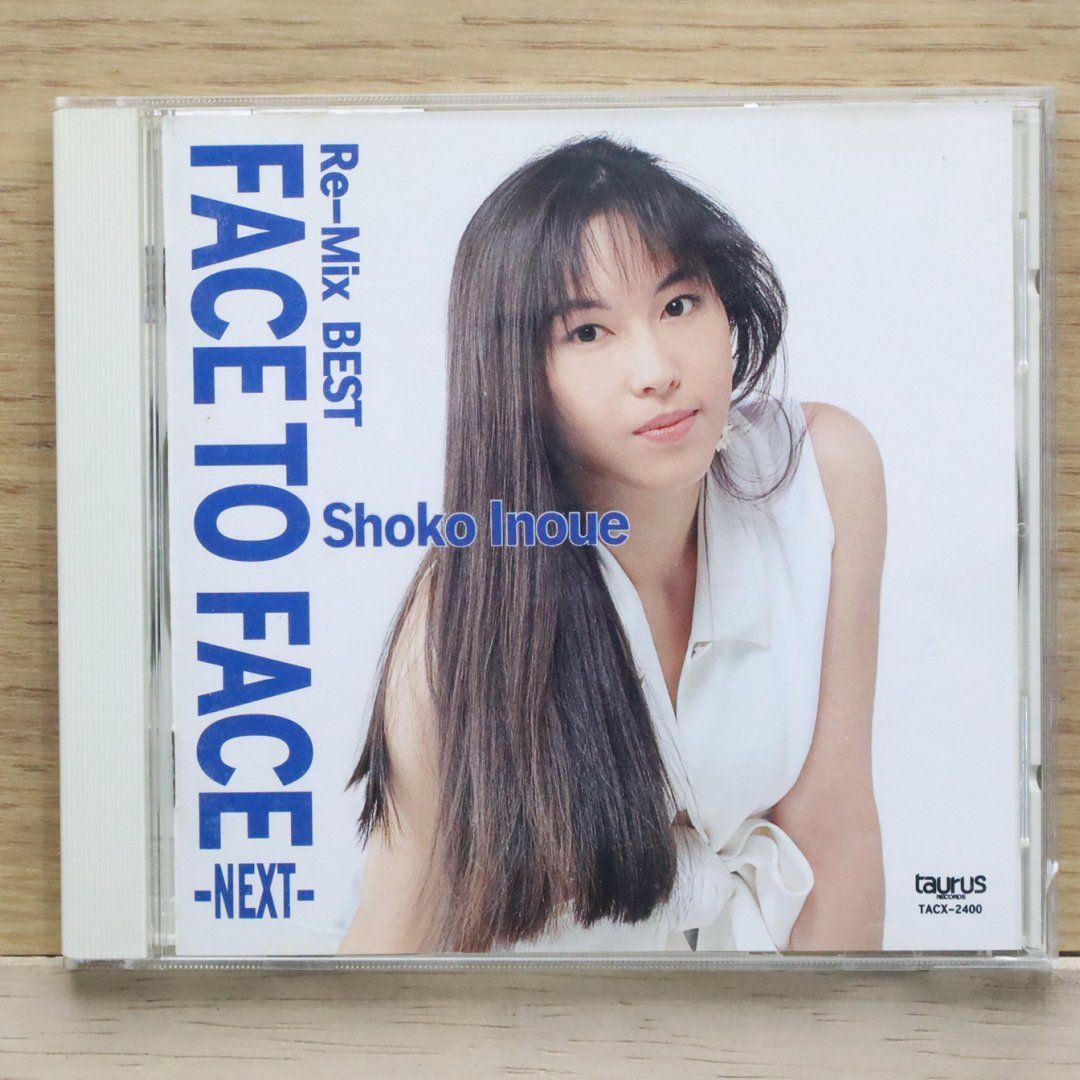 Re-Mix BEST
FACE TO FACE
-NEXT-
Shoko Inoue
taurus
RECORDS
TACX-2400